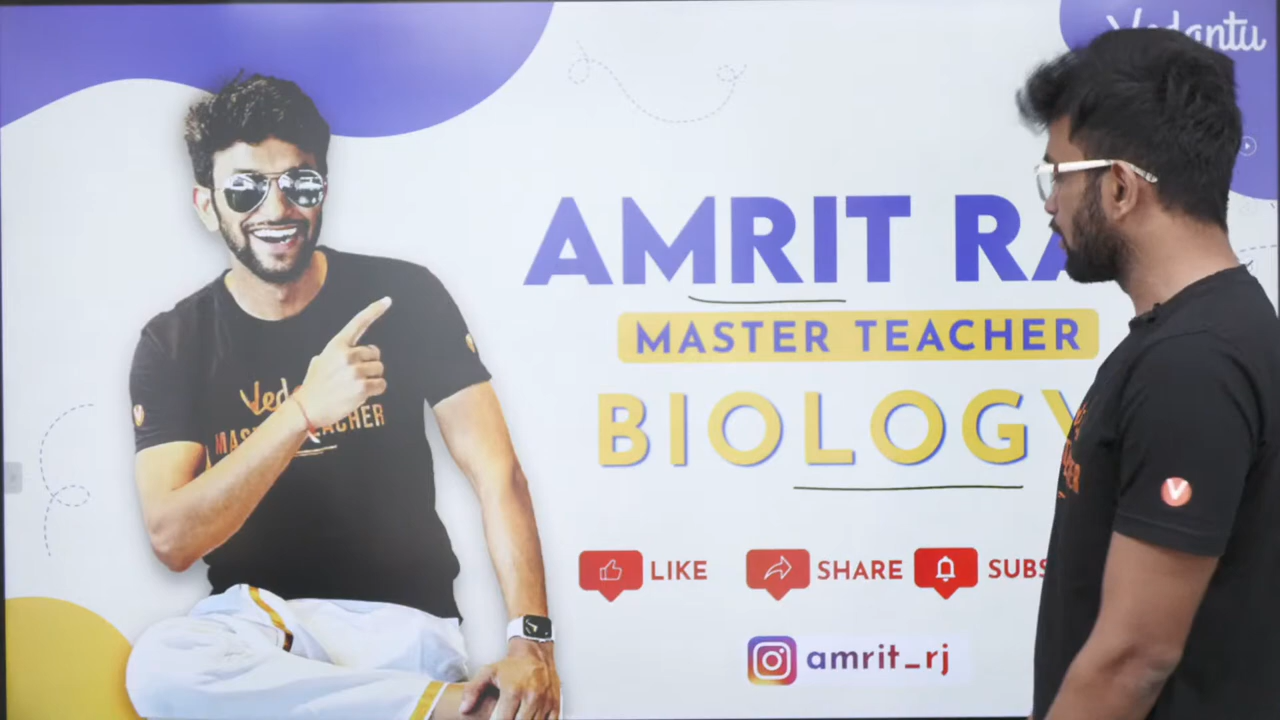 Vedantu
AMRIT RA
MASTER TEACHER
BIOLOGY
LIKE
SHARE
SUBS
amrit_rj